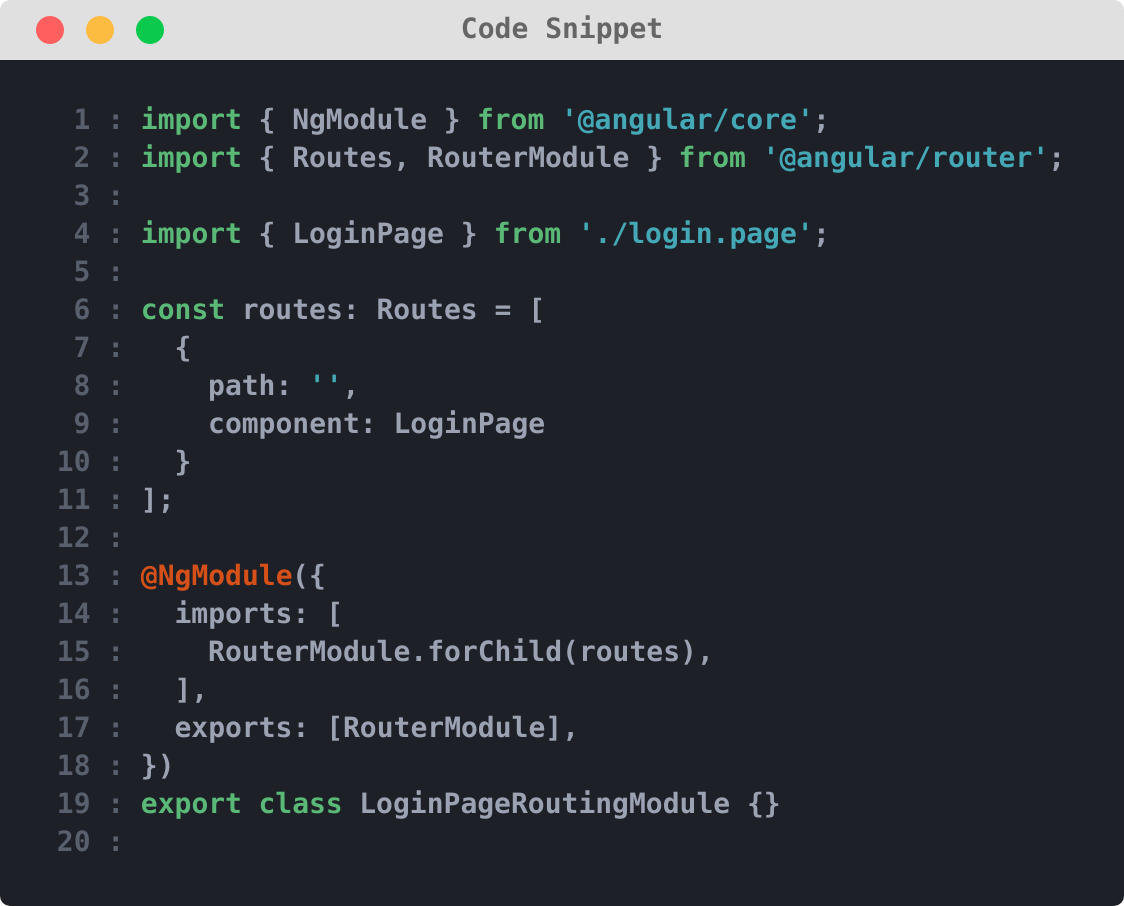 Code Snippet
1 : import { NgModule } from '@angular/core';
2 : import { Routes, RouterModule } from '@angular/router';
3 :
4 : import { LoginPage } from './login.page';
5 :
6 : const routes: Routes = [
7 :   {
8 :     path: '',
9 :     component: LoginPage
10 :   }
11 : ];
12 :
13 : @NgModule({
14 :   imports: [
15 :     RouterModule.forChild(routes),
16 :   ],
17 :   exports: [RouterModule],
18 : })
19 : export class LoginPageRoutingModule {}
20 :